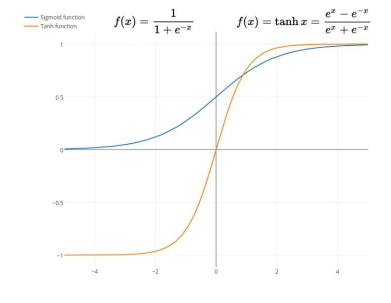 Sigmoid function
Tanh function
f(x) = 1 / (1 + e^{-x})
f(x) = tanh x = (e^x − e^{-x}) / (e^x + e^{-x})
1
0.5
0
−0.5
−1
−4 −2 0 2 4